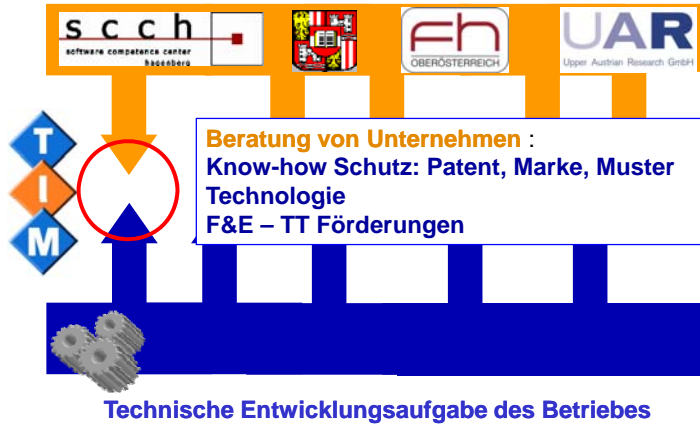 s c c h
software competence center
hagenberg
fh
OBERÖSTERREICH
UAR
Upper Austrian Research GmbH
T
I
M
Beratung von Unternehmen :
Know-how Schutz: Patent, Marke, Muster
Technologie
F&E – TT Förderungen
Technische Entwicklungsaufgabe des Betriebes